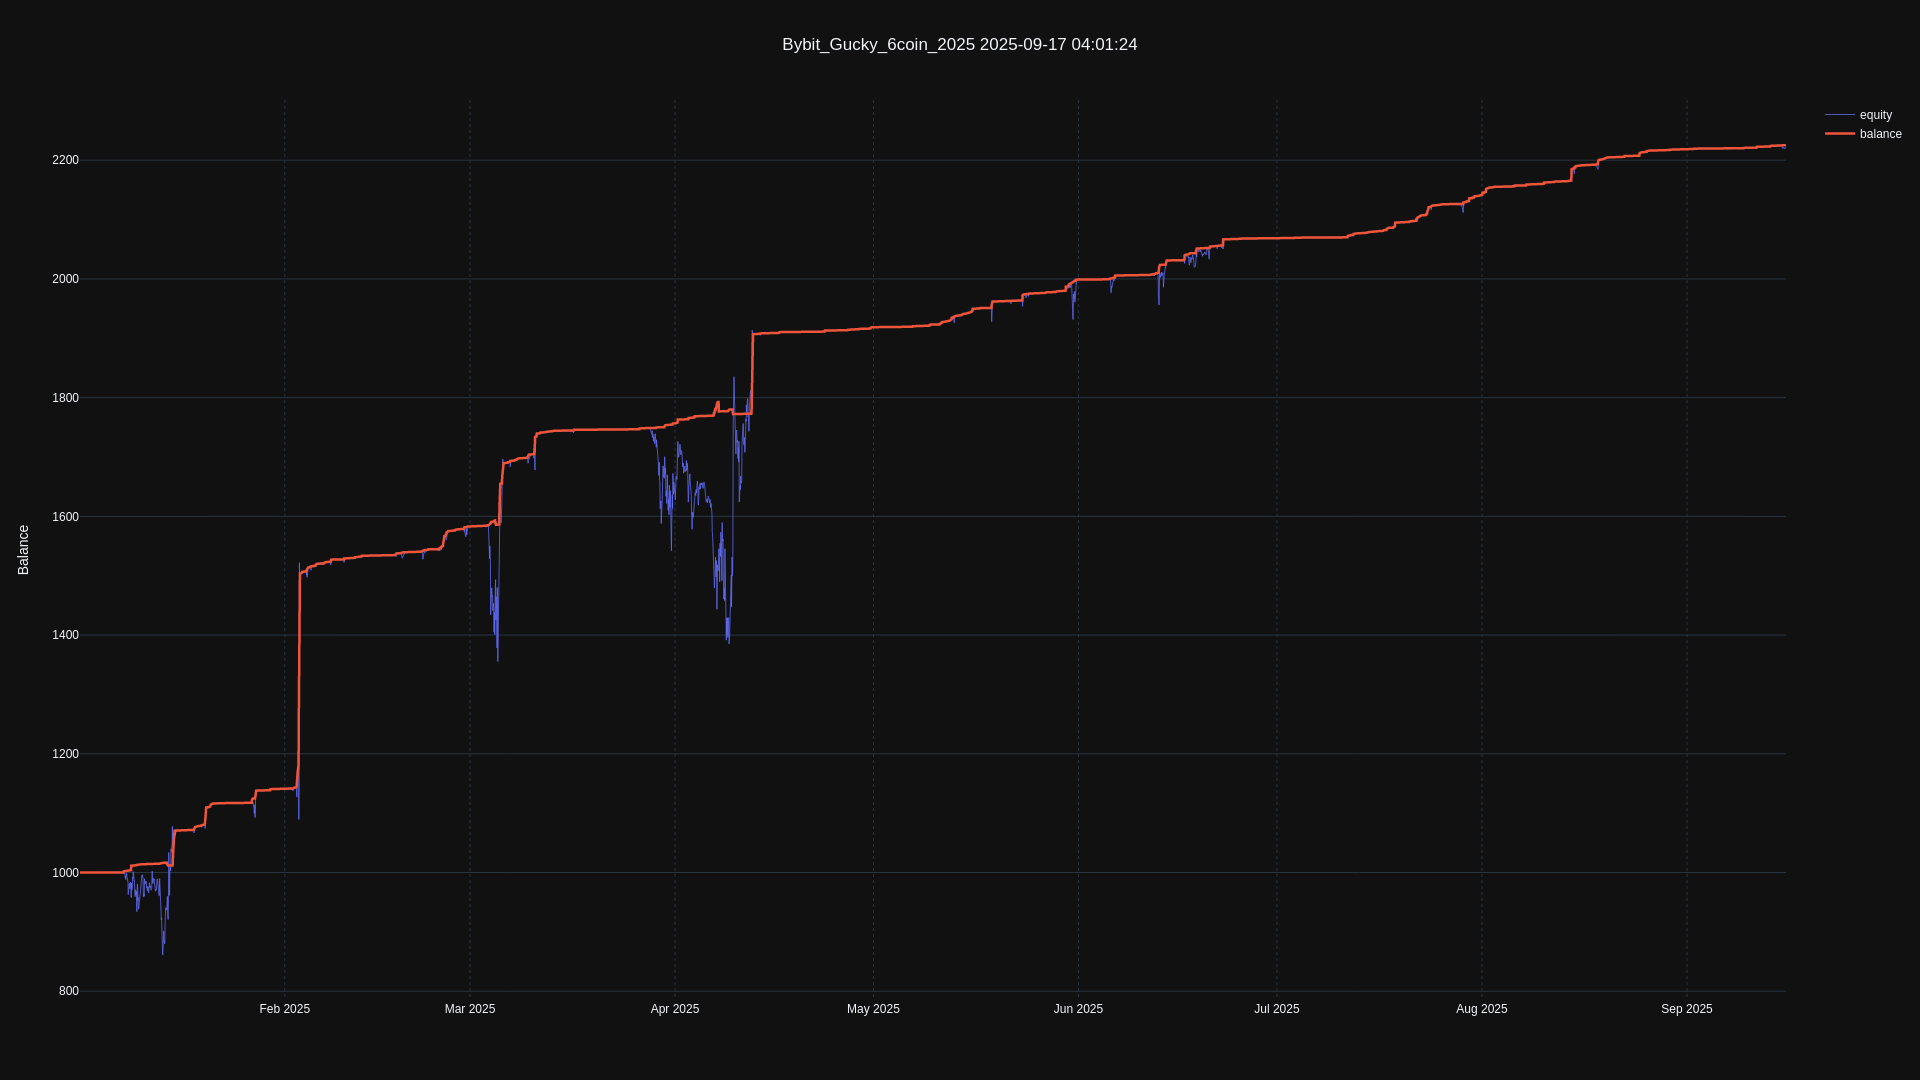 Bybit_Gucky_6coin_2025 2025-09-17 04:01:24
equity
balance
2200
2000
1800
1600
1400
1200
1000
800
Balance
Feb 2025
Mar 2025
Apr 2025
May 2025
Jun 2025
Jul 2025
Aug 2025
Sep 2025